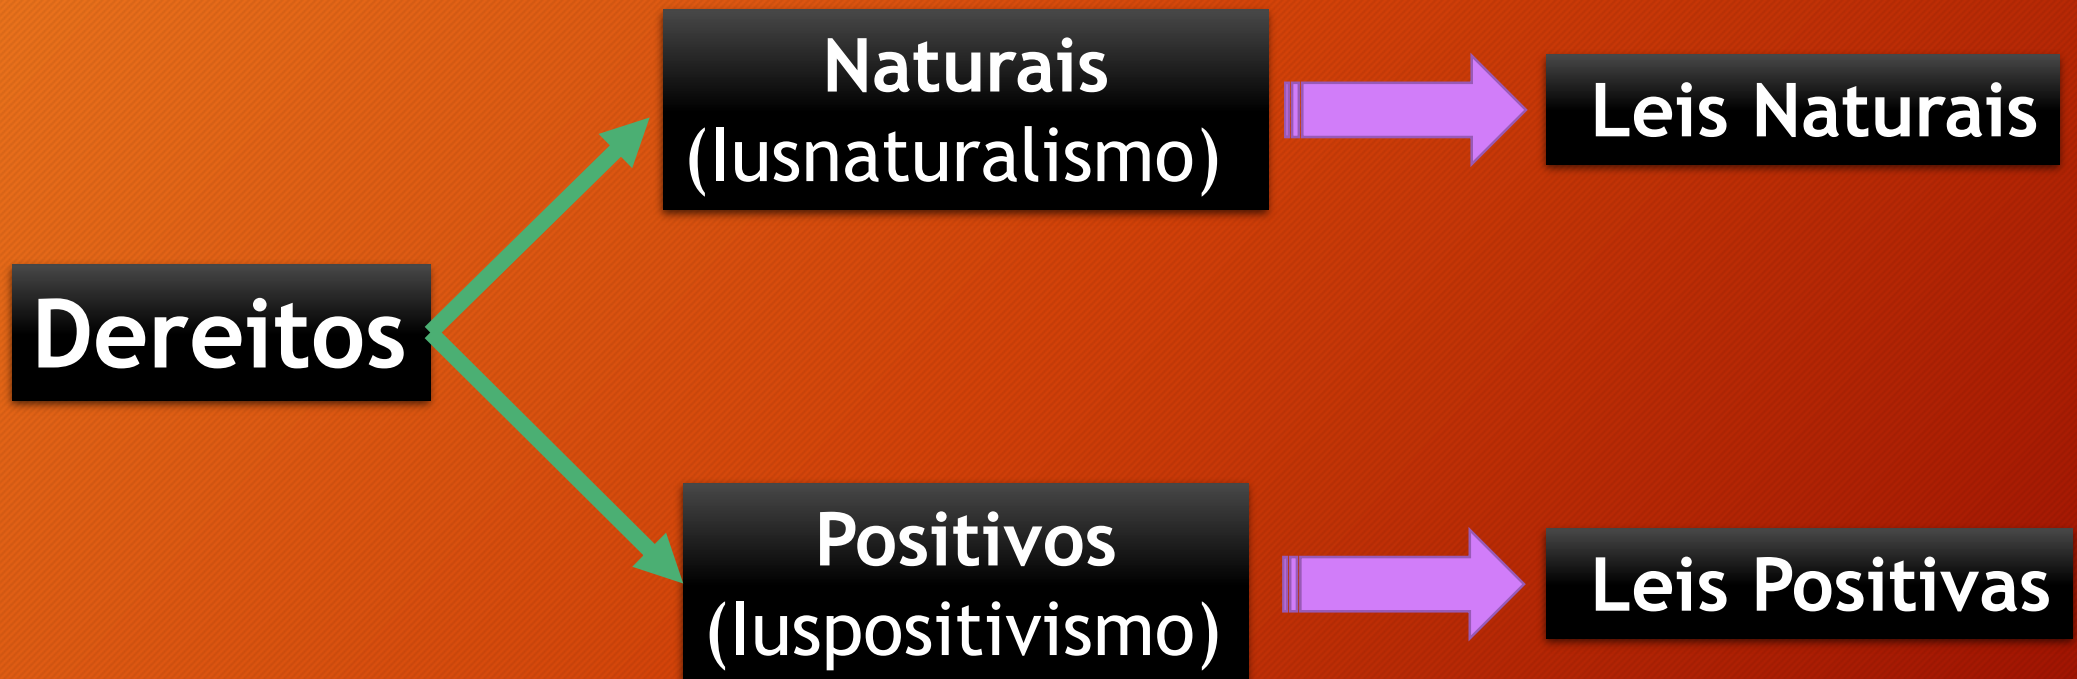 Naturais
(Iusnaturalismo)
Leis Naturais
Dereitos
Positivos
(Iuspositivismo)
Leis Positivas